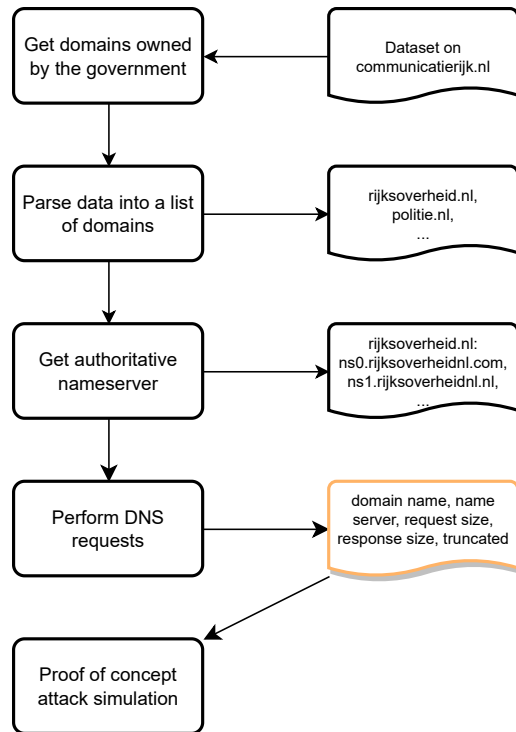 Get domains owned
by the government
Dataset on
communicatierijk.nl
Parse data into a list
of domains
rijksoverheid.nl,
politie.nl,
...
Get authoritative
nameserver
rijksoverheid.nl:
ns0.rijksoverheidnl.com,
ns1.rijksoverheidnl.nl,
...
Perform DNS
requests
domain name, name
server, request size,
response size, truncated
Proof of concept
attack simulation